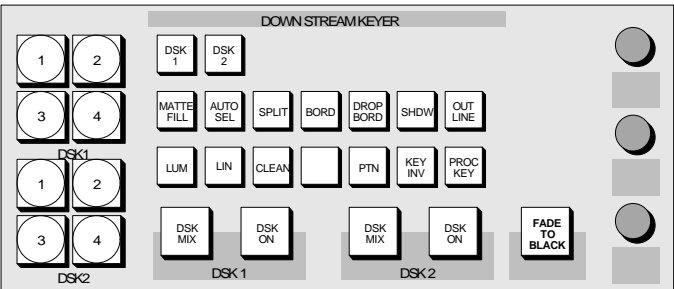 DOWN STREAM KEYER
1 2
3 4
DSK1
1 2
3 4
DSK2
DSK
1
DSK
2
MATTE
FILL
AUTO
SEL
SPLIT
BORD
DROP
BORD
SHDW
OUT
LINE
LUM
LIN
CLEAN
PTN
KEY
INV
PROC
KEY
DSK
MIX
DSK
ON
DSK 1
DSK
MIX
DSK
ON
DSK 2
FADE
TO
BLACK